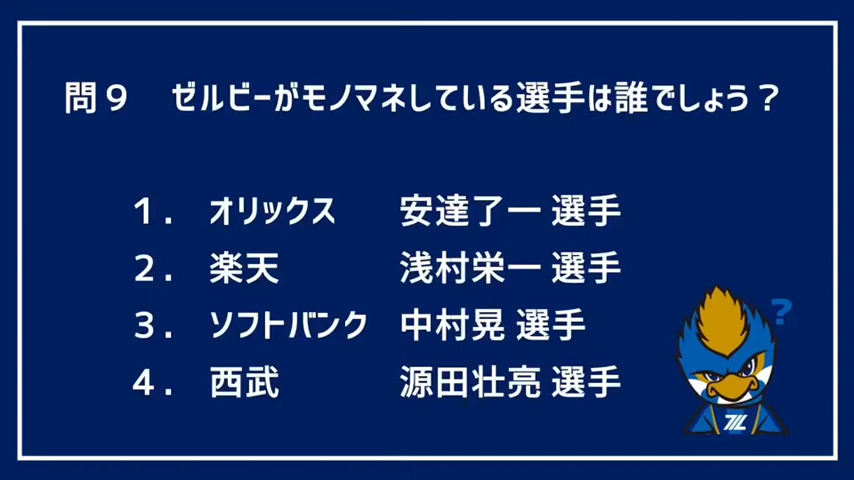 問９　ゼルビーがモノマネしている選手は誰でしょう？
１．　オリックス　安達了一 選手
２．　楽天　浅村栄一 選手
３．　ソフトバンク　中村晃 選手
４．　西武　源田壮亮 選手
?